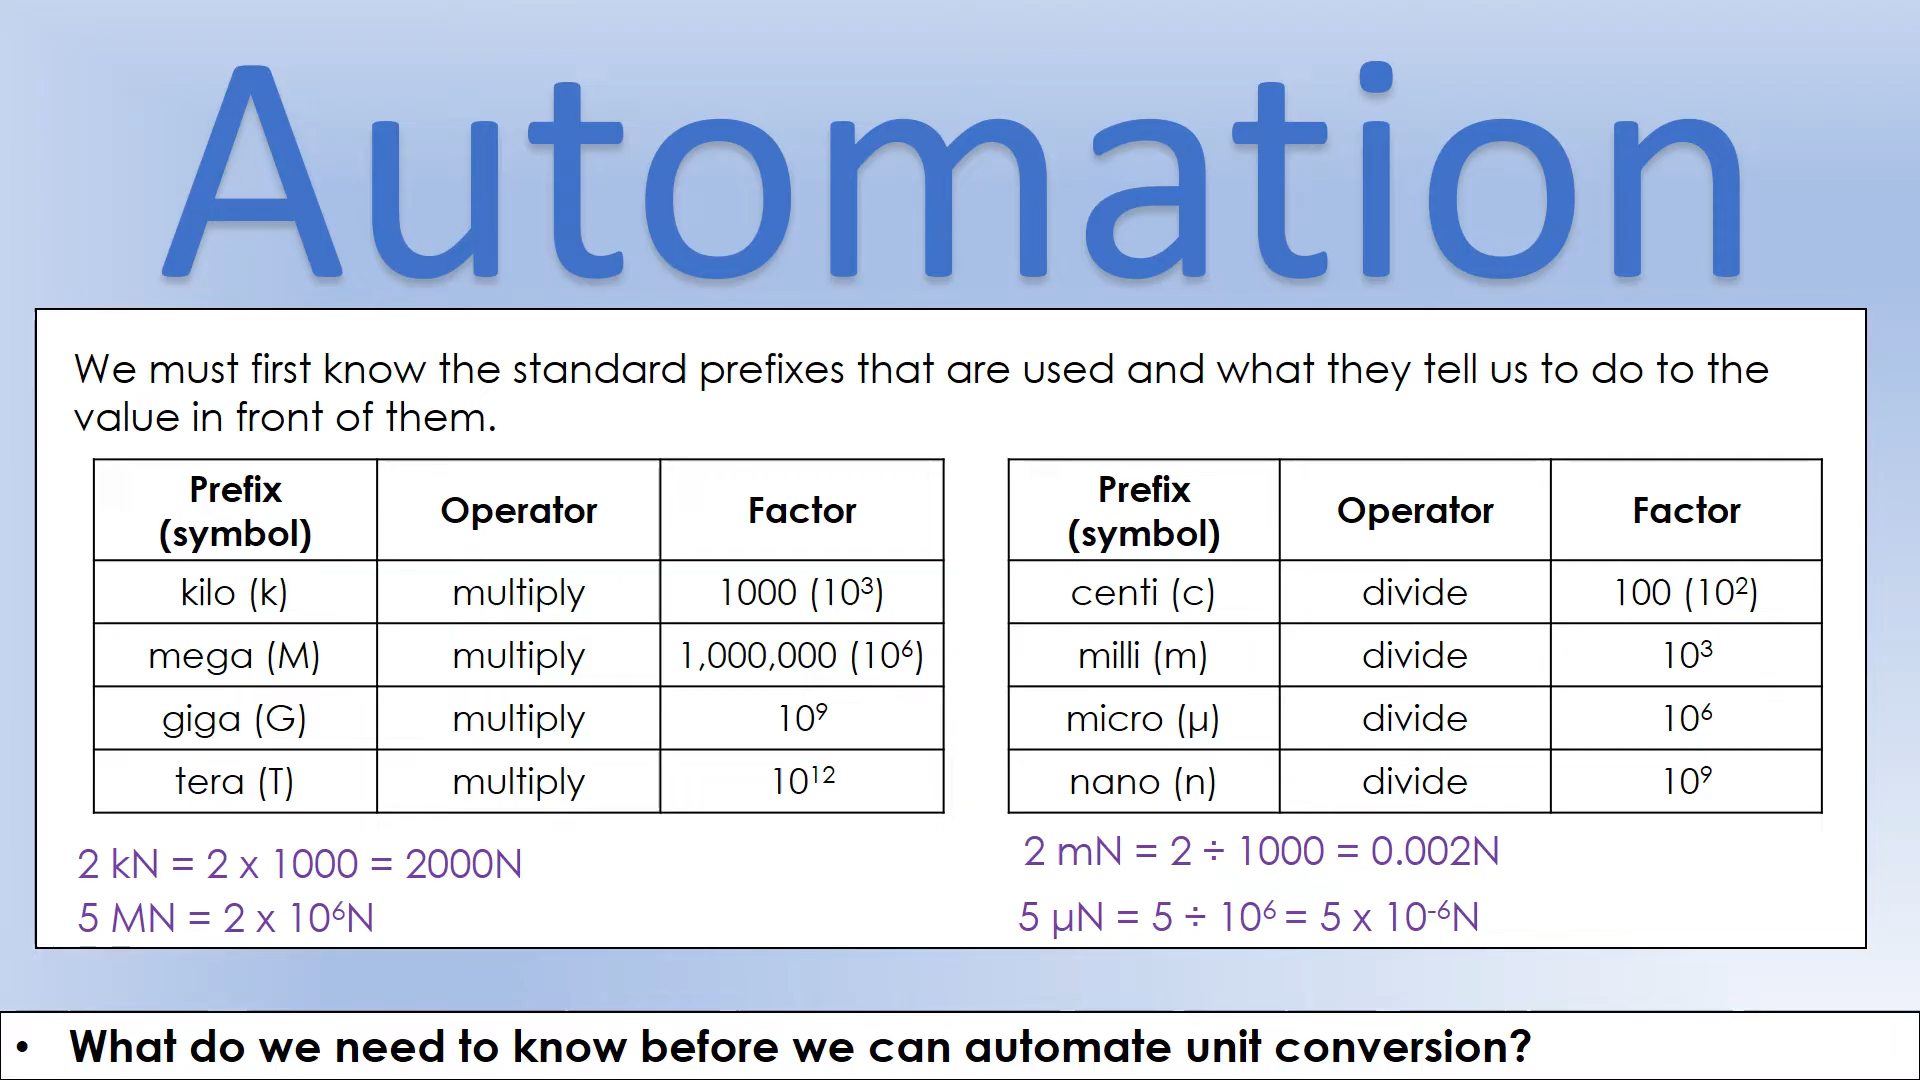 Automation
We must first know the standard prefixes that are used and what they tell us to do to the
value in front of them.
Prefix (symbol) Operator Factor
kilo (k) multiply 1000 (10³)
mega (M) multiply 1,000,000 (10⁶)
giga (G) multiply 10⁹
tera (T) multiply 10¹²
Prefix (symbol) Operator Factor
centi (c) divide 100 (10²)
milli (m) divide 10³
micro (µ) divide 10⁶
nano (n) divide 10⁹
2 kN = 2 x 1000 = 2000N
5 MN = 2 x 10⁶N
2 mN = 2 ÷ 1000 = 0.002N
5 µN = 5 ÷ 10⁶ = 5 x 10⁻⁶N
• What do we need to know before we can automate unit conversion?